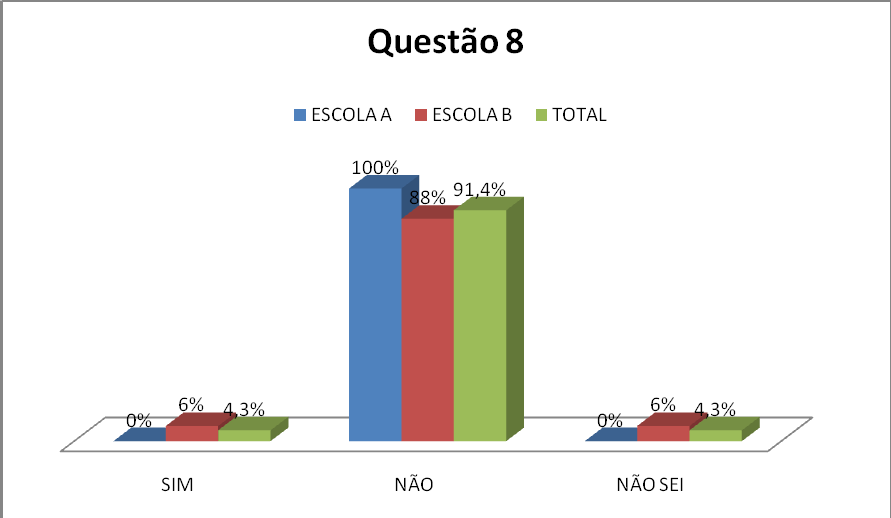 Questão 8
ESCOLA A ESCOLA B TOTAL
100% 88% 91,4%
0% 6% 4,3% 0% 6% 4,3%
SIM NÃO NÃO SEI